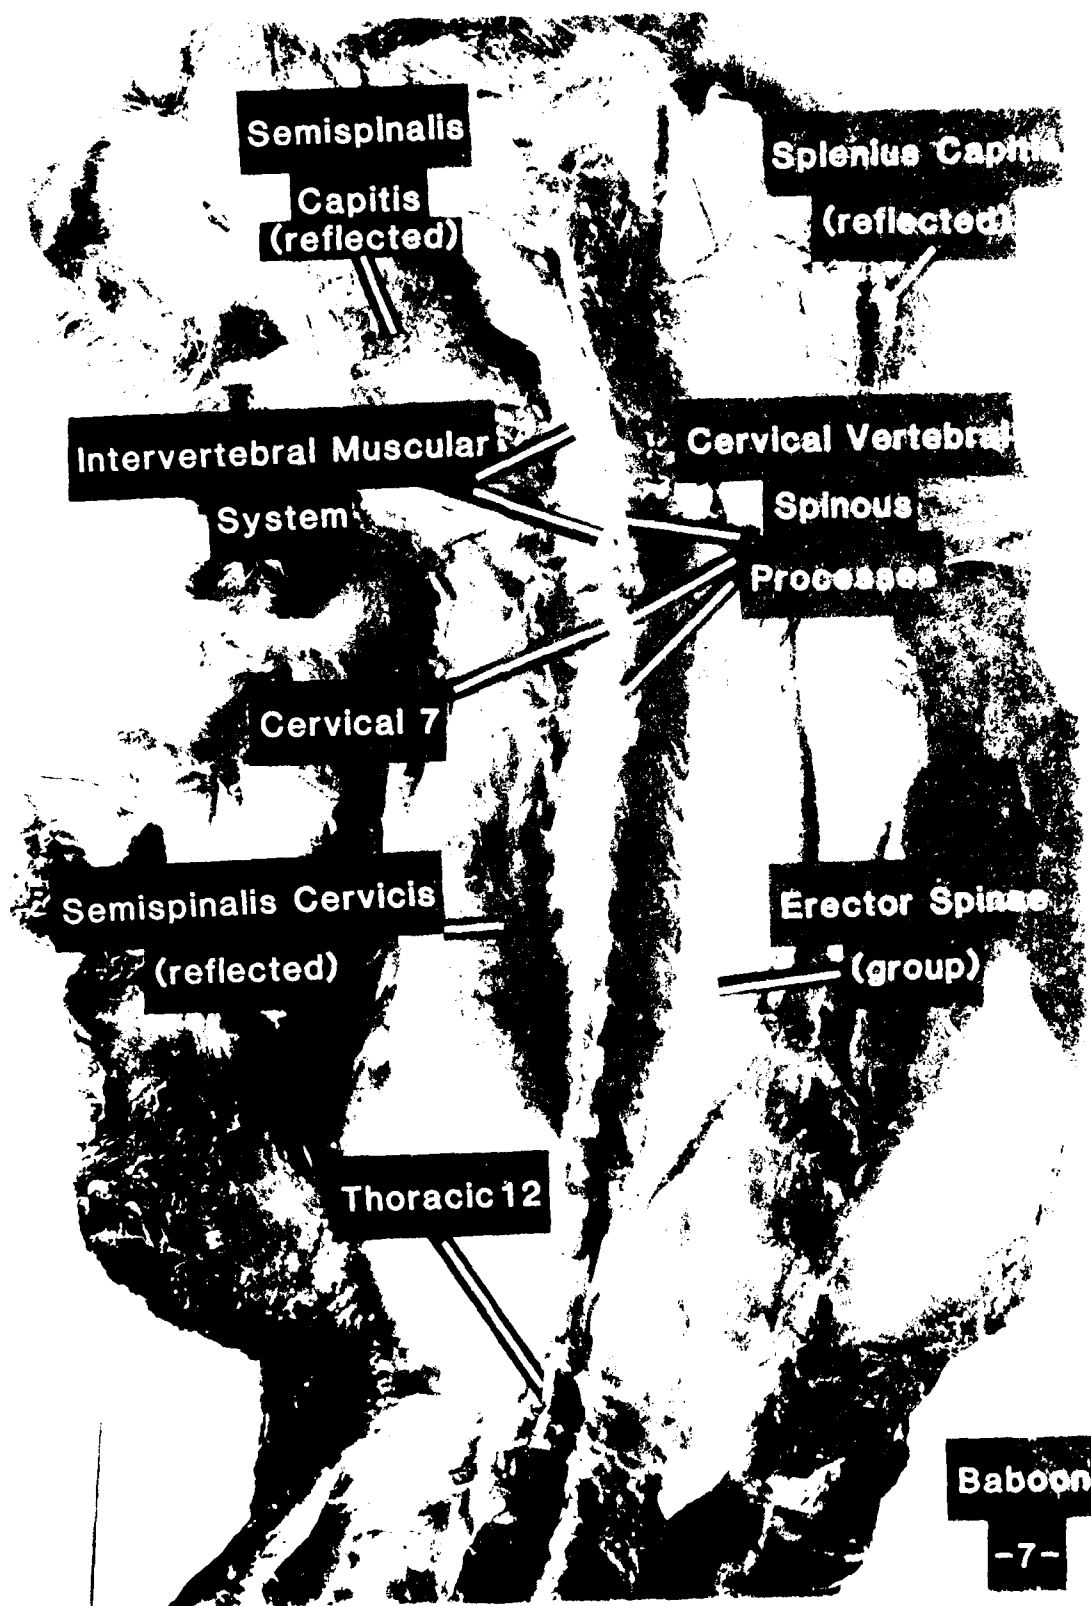 Semispinalis
Capitis
(reflected)
Splenius Capitis
(reflected)
Intervertebral Muscular
System
Cervical Vertebral
Spinous
Processes
Cervical 7
Semispinalis Cervicis
(reflected)
Erector Spinae
(group)
Thoracic 12
Baboon
-7-